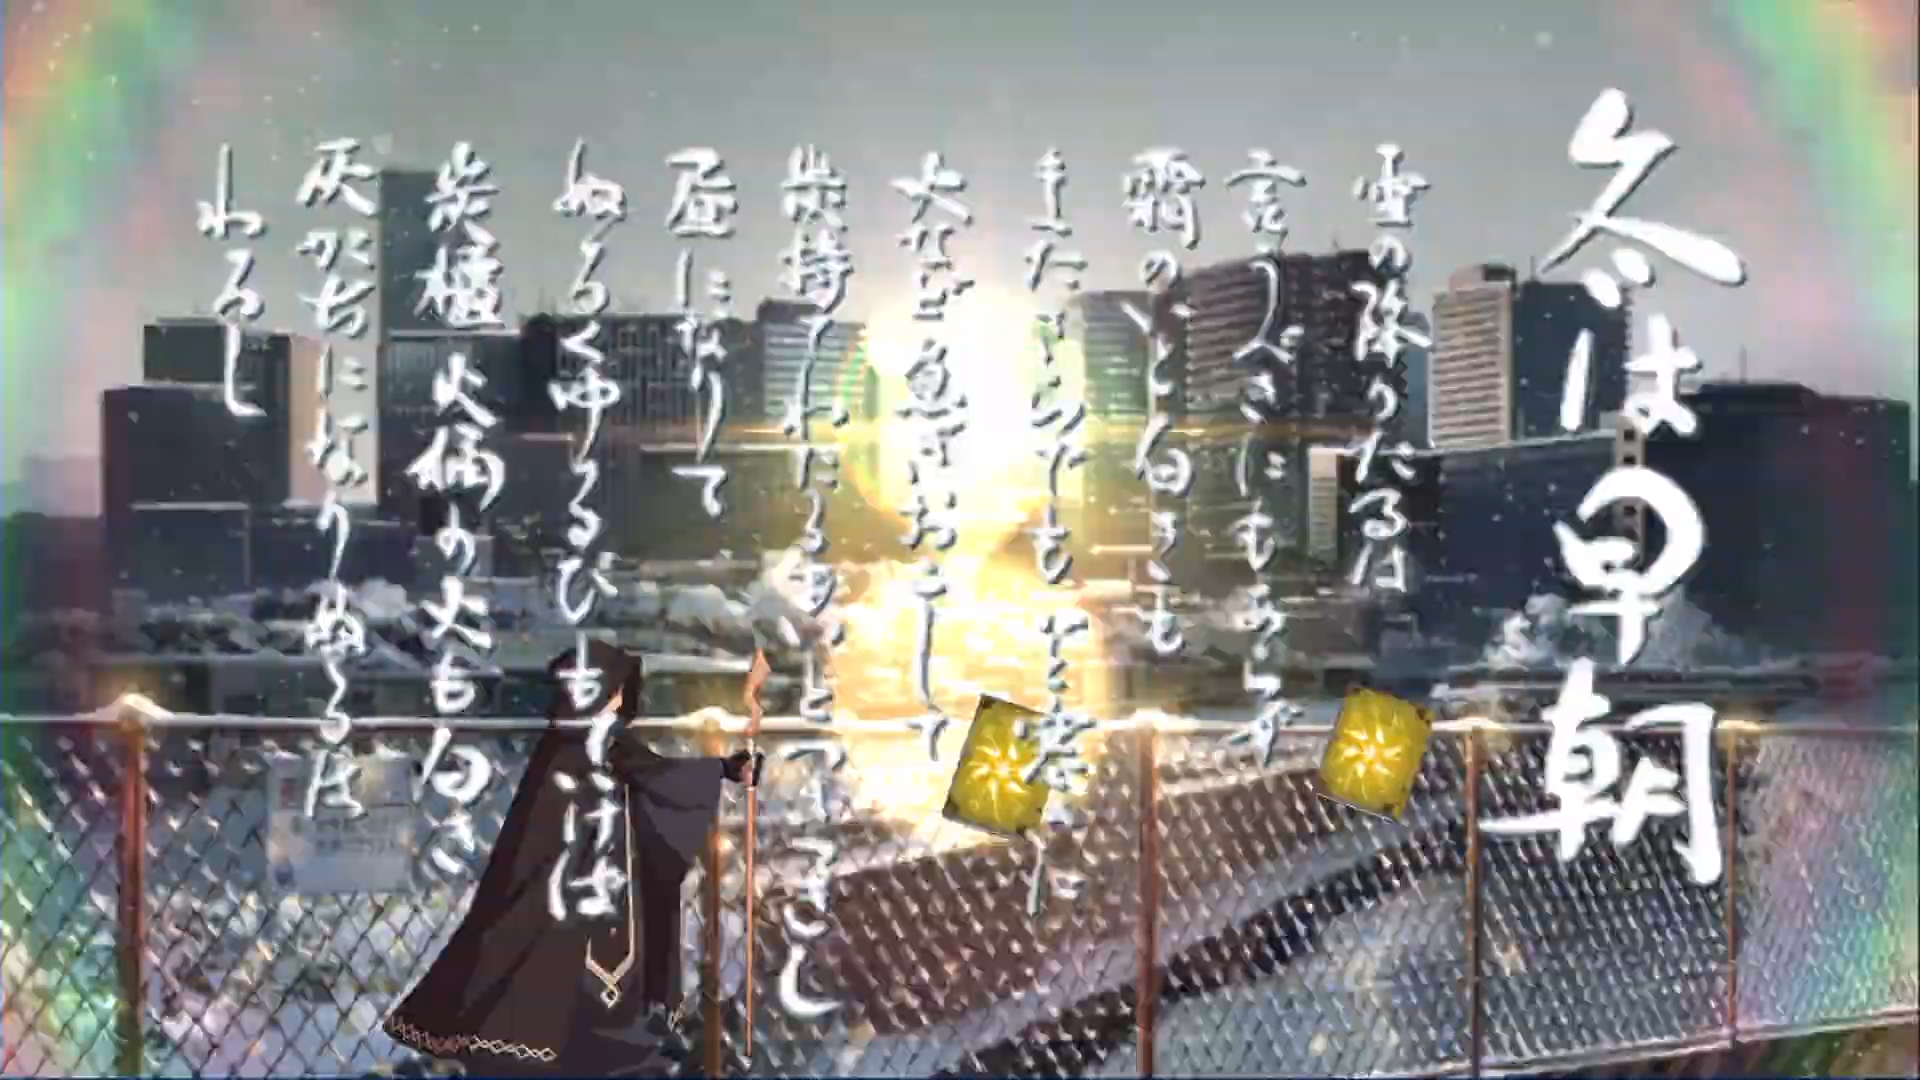 冬は早朝
雪の降りたるは
言うべきにもあらず
霜のいと白きも
またさらでもいと寒きに
火など急ぎおこして
炭持てわたるもいとつきづきし
昼になりて、
ぬるくゆるびもていけば
炭櫃 火桶の火も白き
灰がちになりぬるは
わろし